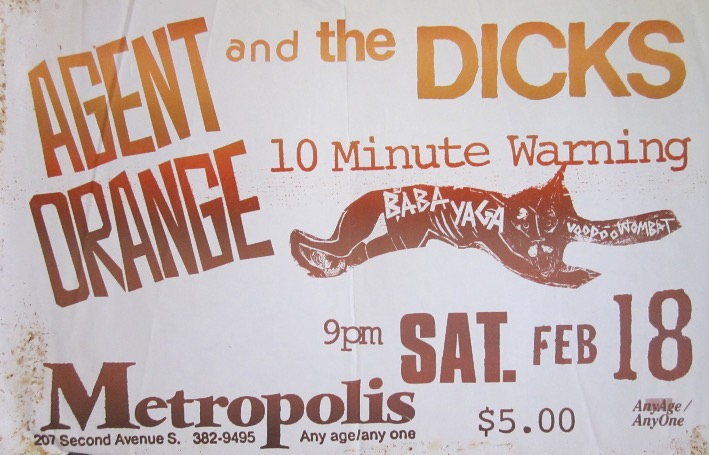 AGENT ORANGE
and the DICKS
10 Minute Warning
BABA YAGA
VOODOO WOMBAT
9pm SAT. FEB 18
Metropolis
207 Second Avenue S. 382-9495 Any age/any one
$5.00
AnyAge /
AnyOne